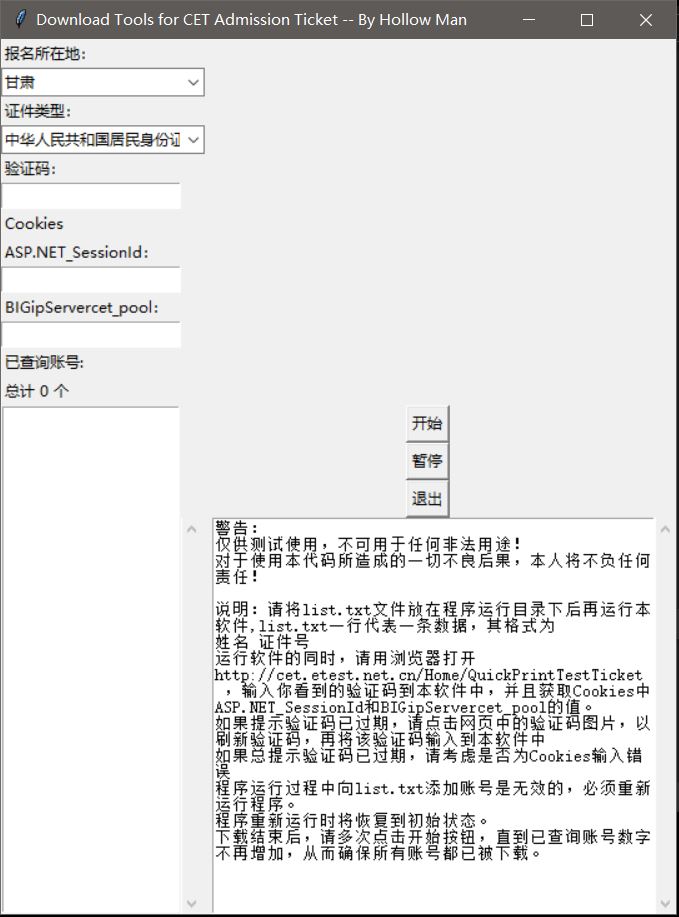 Download Tools for CET Admission Ticket -- By Hollow Man
报名所在地：
甘肃
证件类型：
中华人民共和国居民身份证
验证码：
Cookies
ASP.NET_SessionId：
BIGipServercet_pool：
已查询账号:
总计 0 个
开始
暂停
退出
警告：
仅供测试使用，不可用于任何非法用途！
对于使用本代码所造成的一切不良后果，本人将不负任何
责任！
说明：请将list.txt文件放在程序运行目录下后再运行本
软件,list.txt一行代表一条数据，其格式为
姓名 证件号
运行软件的同时，请用浏览器打开
http://cet.etest.net.cn/Home/QuickPrintTestTicket
，输入你看到的验证码到本软件中，并且获取Cookies中
ASP.NET_SessionId和BIGipServercet_pool的值。
如果提示验证码已过期，请点击网页中的验证码图片，以
刷新验证码，再将该验证码输入到本软件中
如果总提示验证码已过期，请考虑是否为Cookies输入错
误
程序运行过程中向list.txt添加账号是无效的，必须重新
运行程序。
程序重新运行时将恢复到初始状态。
下载结束后，请多次点击开始按钮，直到已查询账号数字
不再增加，从而确保所有账号都已被下载。